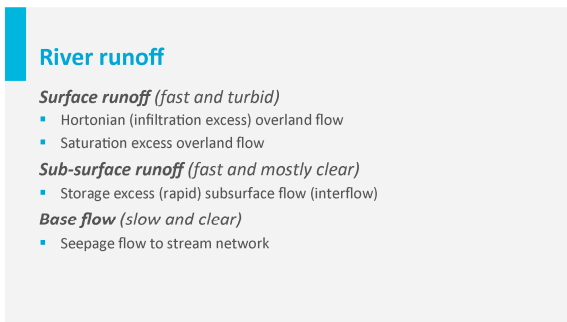 River runoff
Surface runoff (fast and turbid)
Hortonian (infiltration excess) overland flow
Saturation excess overland flow
Sub-surface runoff (fast and mostly clear)
Storage excess (rapid) subsurface flow (interflow)
Base flow (slow and clear)
Seepage flow to stream network